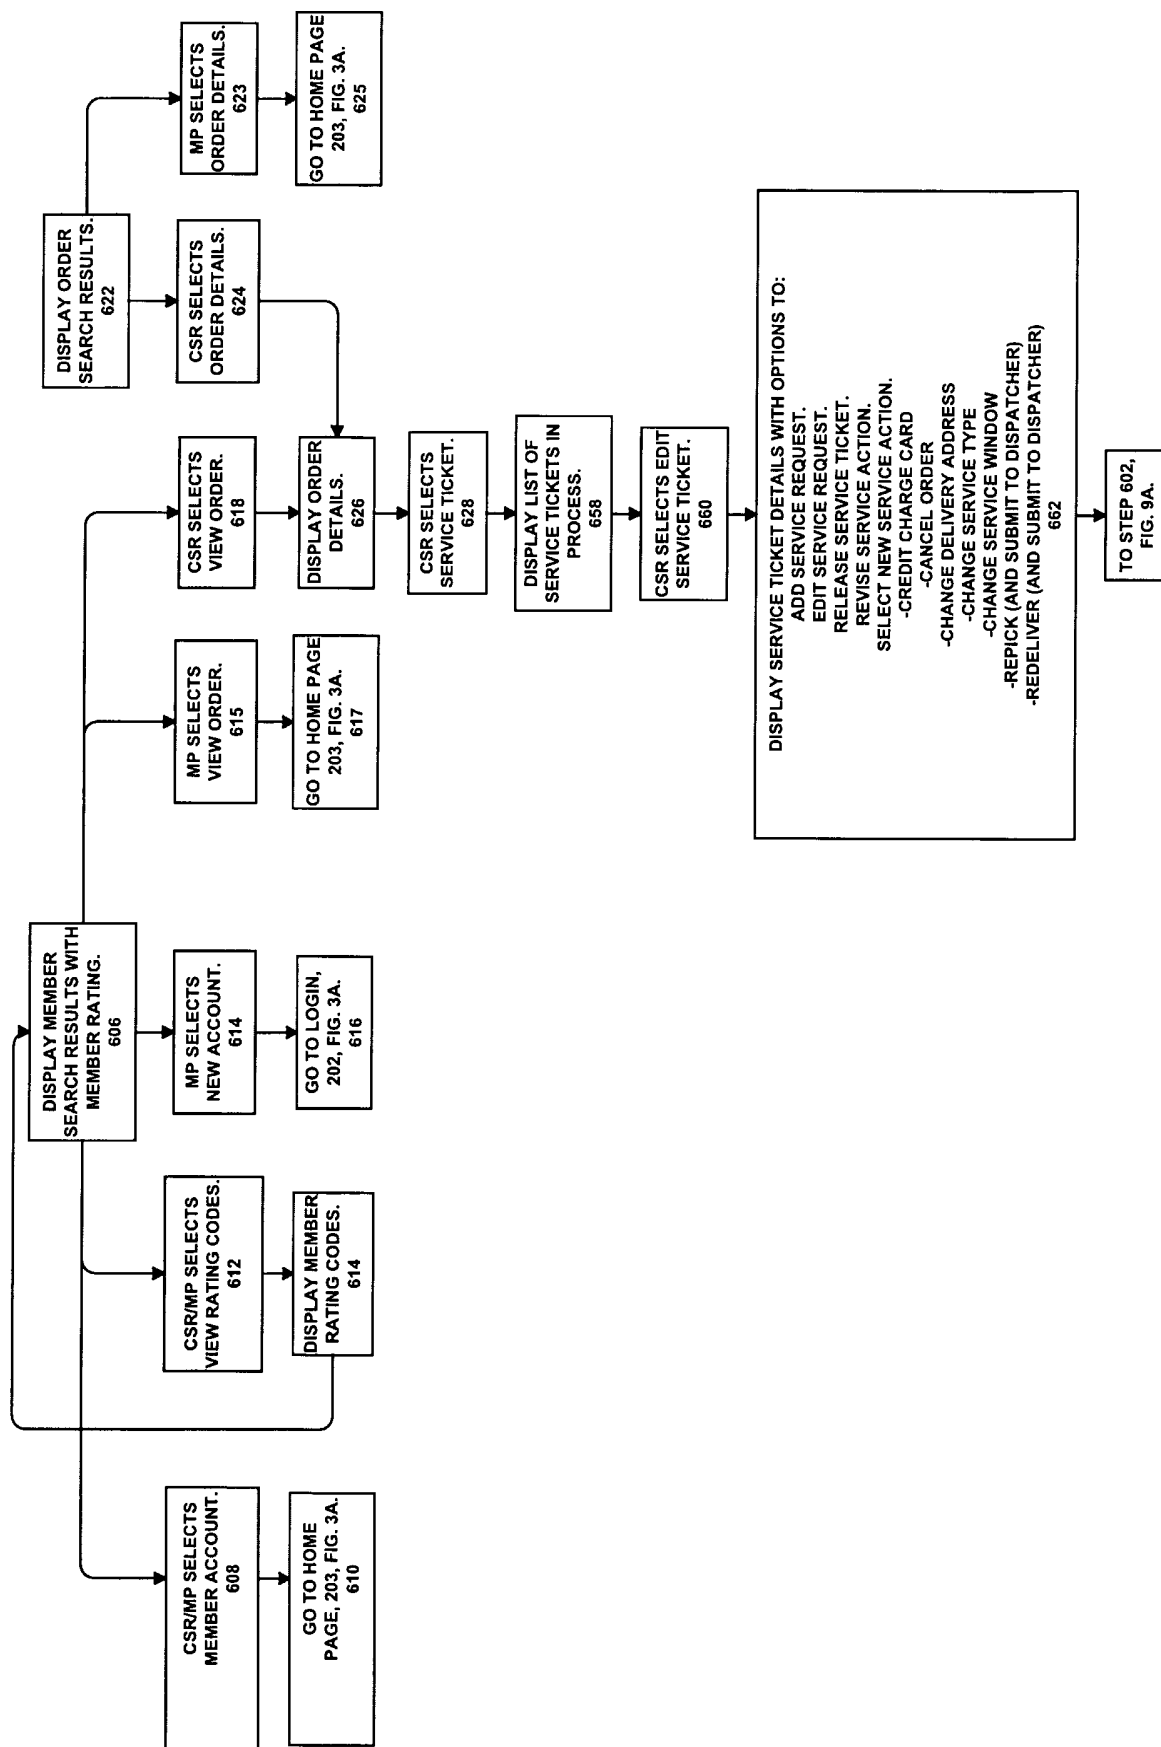 CSR/MP SELECTS
MEMBER ACCOUNT.
608
GO TO HOME
PAGE, 203, FIG. 3A.
610
DISPLAY MEMBER
SEARCH RESULTS WITH
MEMBER RATING.
606
CSR/MP SELECTS
VIEW RATING CODES.
612
DISPLAY MEMBER
RATING CODES.
614
MP SELECTS
NEW ACCOUNT.
614
GO TO LOGIN,
202, FIG. 3A.
616
MP SELECTS
VIEW ORDER.
615
GO TO HOME PAGE
203, FIG. 3A.
617
CSR SELECTS
VIEW ORDER.
618
DISPLAY ORDER
SEARCH RESULTS.
622
CSR SELECTS
ORDER DETAILS.
624
MP SELECTS
ORDER DETAILS.
623
GO TO HOME PAGE
203, FIG. 3A.
625
DISPLAY ORDER
DETAILS.
626
CSR SELECTS
SERVICE TICKET.
628
DISPLAY LIST OF
SERVICE TICKETS IN
PROCESS.
658
CSR SELECTS EDIT
SERVICE TICKET.
660
DISPLAY SERVICE TICKET DETAILS WITH OPTIONS TO:
ADD SERVICE REQUEST.
EDIT SERVICE REQUEST.
RELEASE SERVICE TICKET.
REVISE SERVICE ACTION.
SELECT NEW SERVICE ACTION.
-CREDIT CHARGE CARD
-CANCEL ORDER
-CHANGE DELIVERY ADDRESS
-CHANGE SERVICE TYPE
-CHANGE SERVICE WINDOW
-REPICK (AND SUBMIT TO DISPATCHER)
-REDELIVER (AND SUBMIT TO DISPATCHER)
662
TO STEP 602,
FIG. 9A.